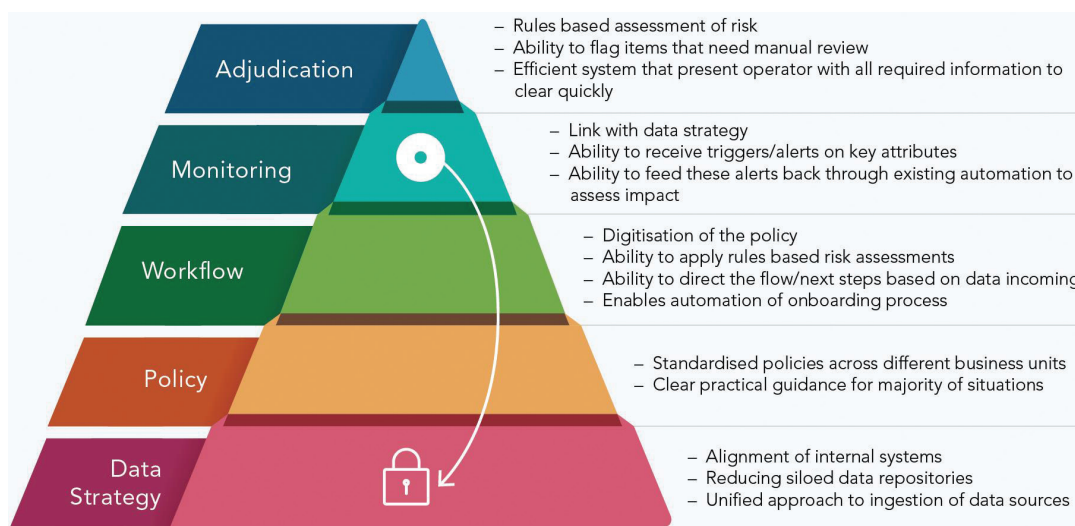 Adjudication
– Rules based assessment of risk
– Ability to flag items that need manual review
– Efficient system that present operator with all required information to
clear quickly
Monitoring
– Link with data strategy
– Ability to receive triggers/alerts on key attributes
– Ability to feed these alerts back through existing automation to
assess impact
Workflow
– Digitisation of the policy
– Ability to apply rules based risk assessments
– Ability to direct the flow/next steps based on data incoming
– Enables automation of onboarding process
Policy
– Standardised policies across different business units
– Clear practical guidance for majority of situations
Data
Strategy
– Alignment of internal systems
– Reducing siloed data repositories
– Unified approach to ingestion of data sources